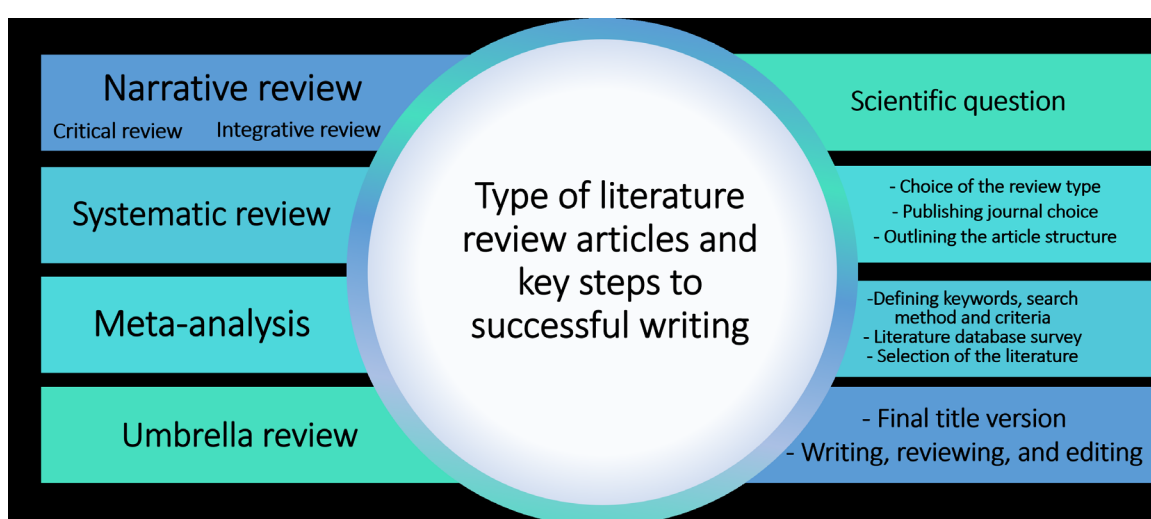 Narrative review
Critical review
Integrative review
Systematic review
Meta-analysis
Umbrella review
Type of literature
review articles and
key steps to
successful writing
Scientific question
- Choice of the review type
- Publishing journal choice
- Outlining the article structure
-Defining keywords, search
method and criteria
- Literature database survey
- Selection of the literature
- Final title version
- Writing, reviewing, and editing